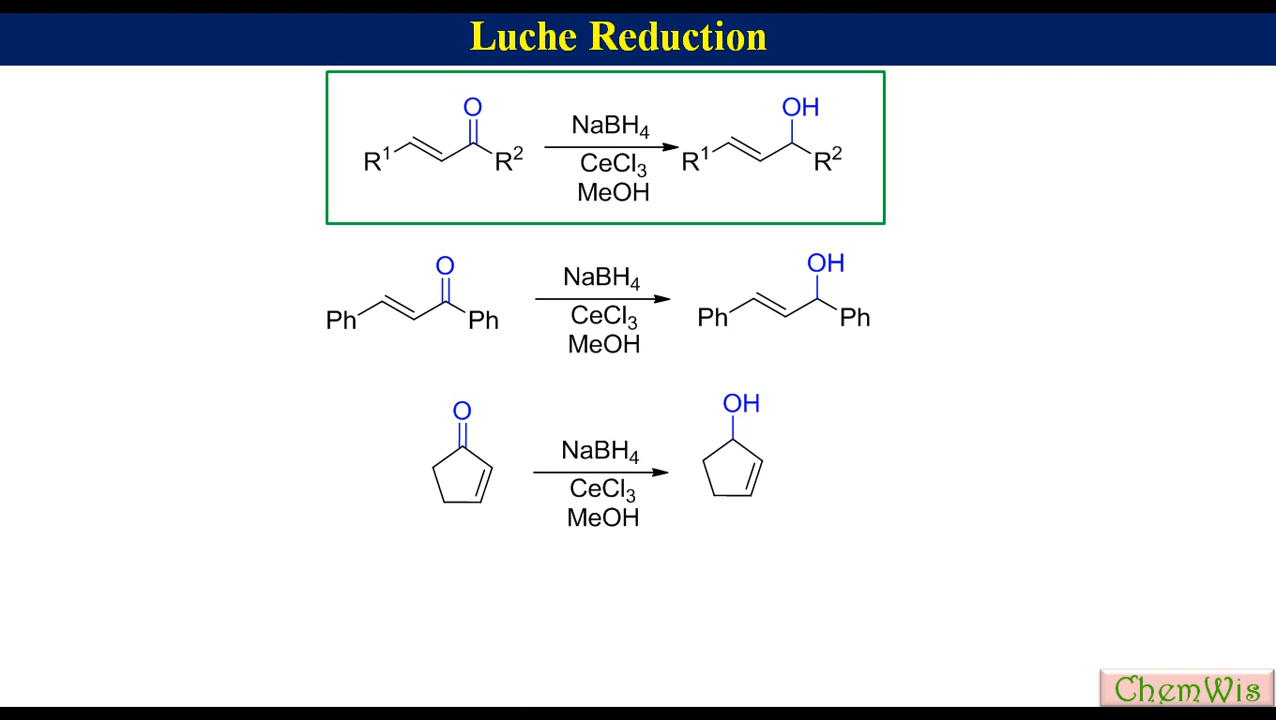 Luche Reduction
O
OH
NaBH4
R1
R2
CeCl3
R1
R2
MeOH
O
OH
NaBH4
Ph
Ph
CeCl3
Ph
Ph
MeOH
O
OH
NaBH4
CeCl3
MeOH
ChemWis